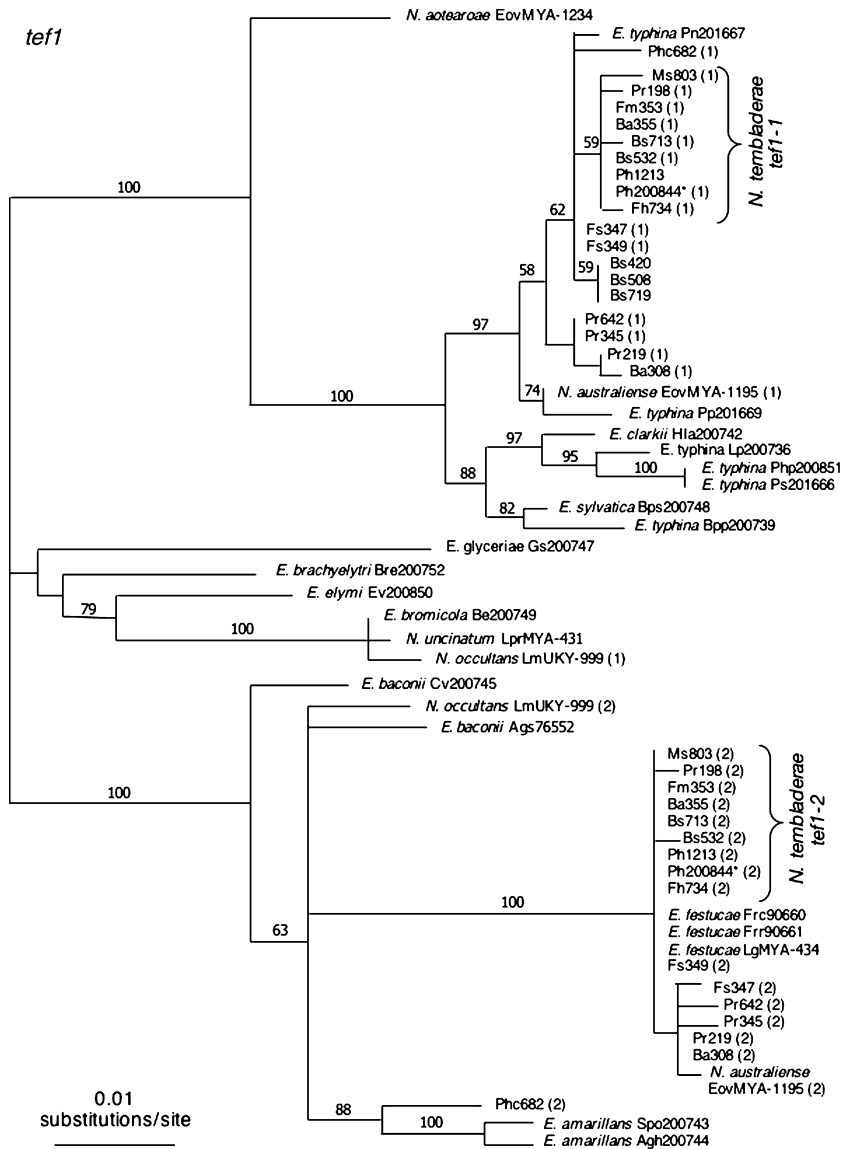 tef1
N. aotearoae EovMYA-1234
E. typhina Pn201667
Phc682 (1)
Ms803 (1)
Pr198 (1)
Fm353 (1)
Ba355 (1)
59
Bs713 (1)
Bs532 (1)
Ph1213
Ph200844* (1)
Fh734 (1)
N. tembladerae
tef1-1
100
62
Fs347 (1)
Fs349 (1)
59
Bs420
Bs508
Bs719
58
Pr642 (1)
Pr345 (1)
97
Pr219 (1)
Ba308 (1)
74
N. australiense EovMYA-1195 (1)
100
E. typhina Pp201669
E. clarkii Hla200742
97
E. typhina Lp200736
95
100
E. typhina Php200851
E. typhina Ps201666
88
E. sylvatica Bps200748
82
E. typhina Bpp200739
E. glyceriae Gs200747
E. brachyelytri Bre200752
E. elymi Ev200850
79
E. bromicola Be200749
100
N. uncinatum LprMYA-431
N. occultans LmUKY-999 (1)
E. baconii Cv200745
N. occultans LmUKY-999 (2)
E. baconii Ags76552
Ms803 (2)
Pr198 (2)
Fm353 (2)
Ba355 (2)
Bs713 (2)
Bs532 (2)
Ph1213 (2)
Ph200844* (2)
Fh734 (2)
N. tembladerae
tef1-2
100
100
E. festucae Frc90660
E. festucae Frr90661
E. festucae LgMYA-434
Fs349 (2)
63
Fs347 (2)
Pr642 (2)
Pr345 (2)
Pr219 (2)
Ba308 (2)
N. australiense
EovMYA-1195 (2)
0.01
substitutions/site
88
Phc682 (2)
100
E. amarillans Spo200743
E. amarillans Agh200744